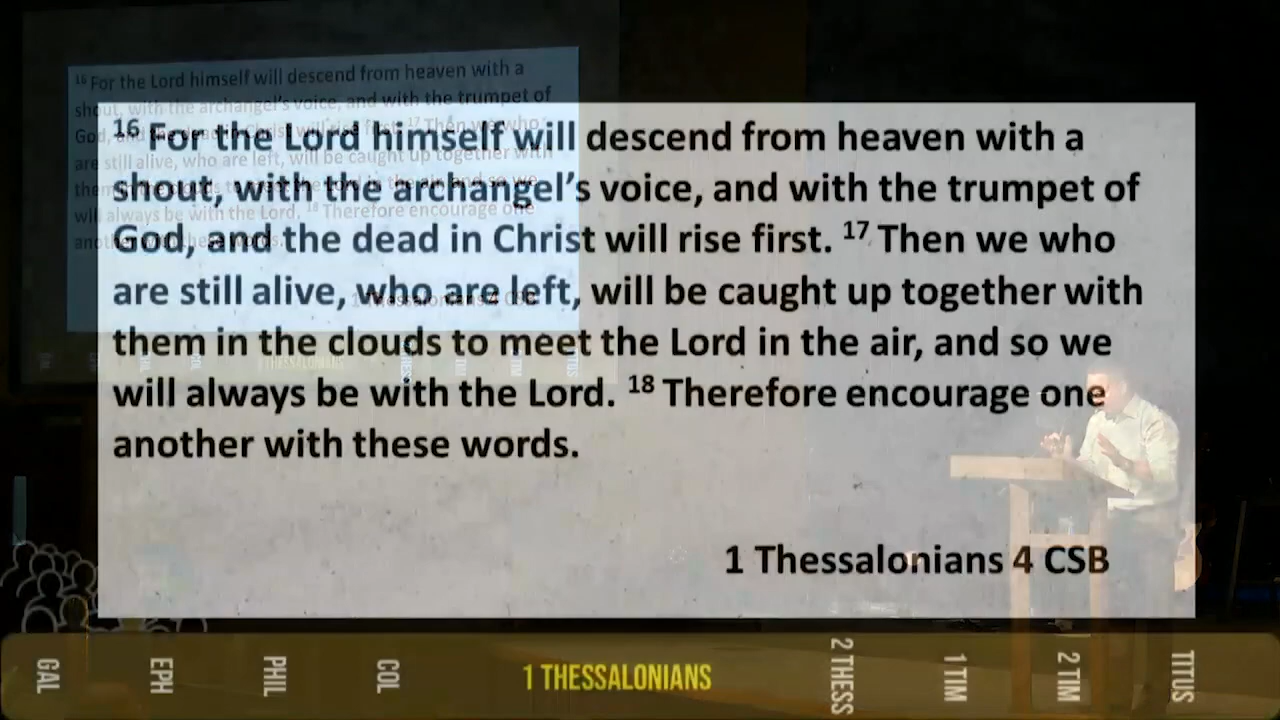 ¹⁶ For the Lord himself will descend from heaven with a
shout, with the archangel’s voice, and with the trumpet of
God, and the dead in Christ will rise first. ¹⁷ Then we who
are still alive, who are left, will be caught up together with
them in the clouds to meet the Lord in the air, and so we
will always be with the Lord. ¹⁸ Therefore encourage one
another with these words.
1 Thessalonians 4 CSB
GAL EPH PHIL COL 1 THESSALONIANS 2 THESS 1 TIM 2 TIM TITUS